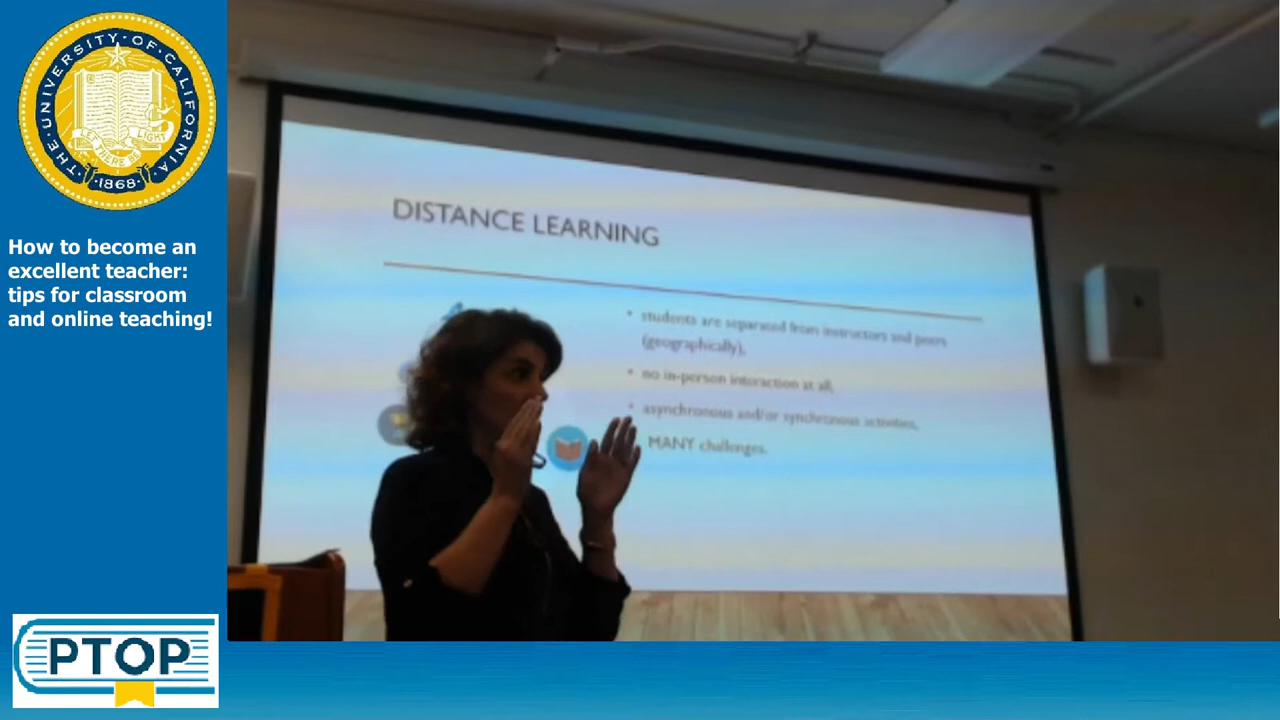 THE·UNIVERSITY·OF·CALIFORNIA
LET THERE BE LIGHT
·1868·
How to become an
excellent teacher:
tips for classroom
and online teaching!
PTOP
DISTANCE LEARNING
• students are separated from instructors and peers
(geographically),
• no in-person interaction at all,
• asynchronous and/or synchronous activities,
MANY challenges.